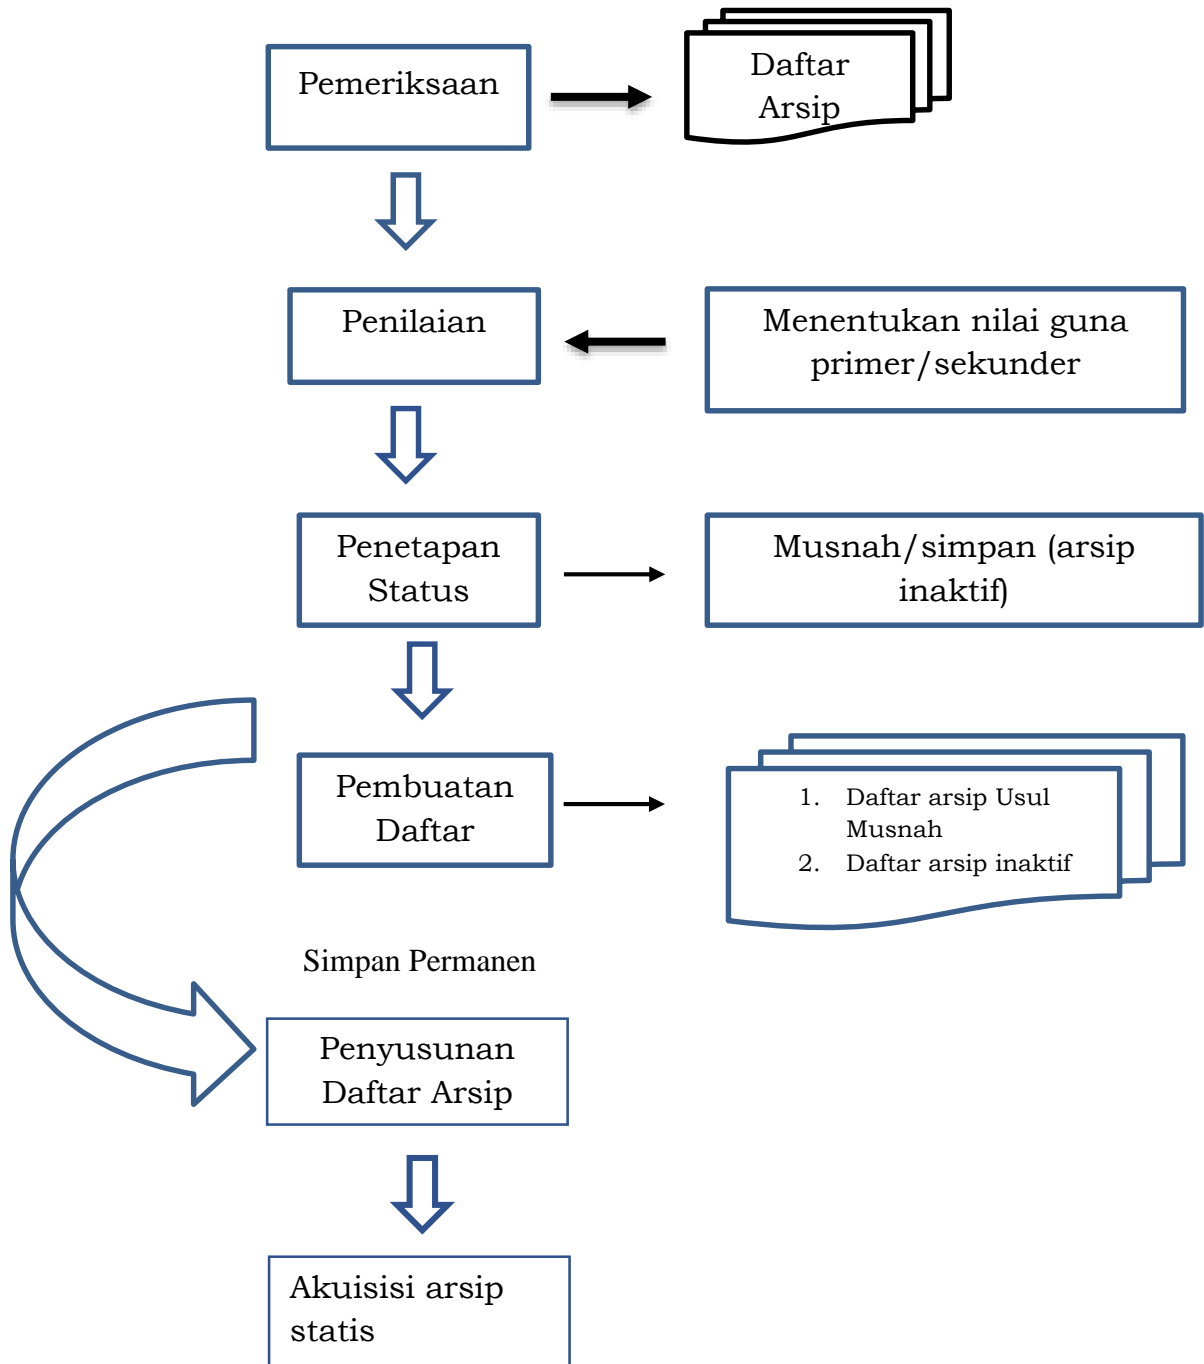 Pemeriksaan
Daftar
Arsip
Penilaian
Menentukan nilai guna
primer/sekunder
Penetapan
Status
Musnah/simpan (arsip
inaktif)
Pembuatan
Daftar
1. Daftar arsip Usul
Musnah
2. Daftar arsip inaktif
Simpan Permanen
Penyusunan
Daftar Arsip
Akuisisi arsip
statis